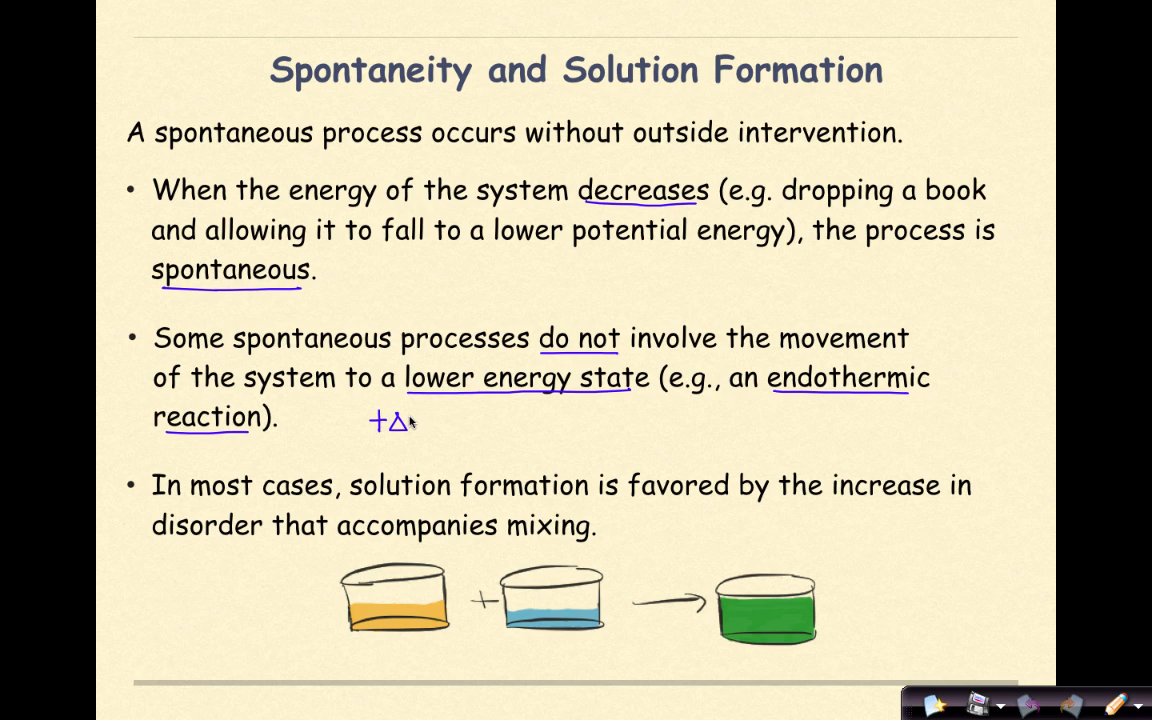 Spontaneity and Solution Formation
A spontaneous process occurs without outside intervention.
• When the energy of the system decreases (e.g. dropping a book
and allowing it to fall to a lower potential energy), the process is
spontaneous.
• Some spontaneous processes do not involve the movement
of the system to a lower energy state (e.g., an endothermic
reaction).
+Δ
• In most cases, solution formation is favored by the increase in
disorder that accompanies mixing.
+ →